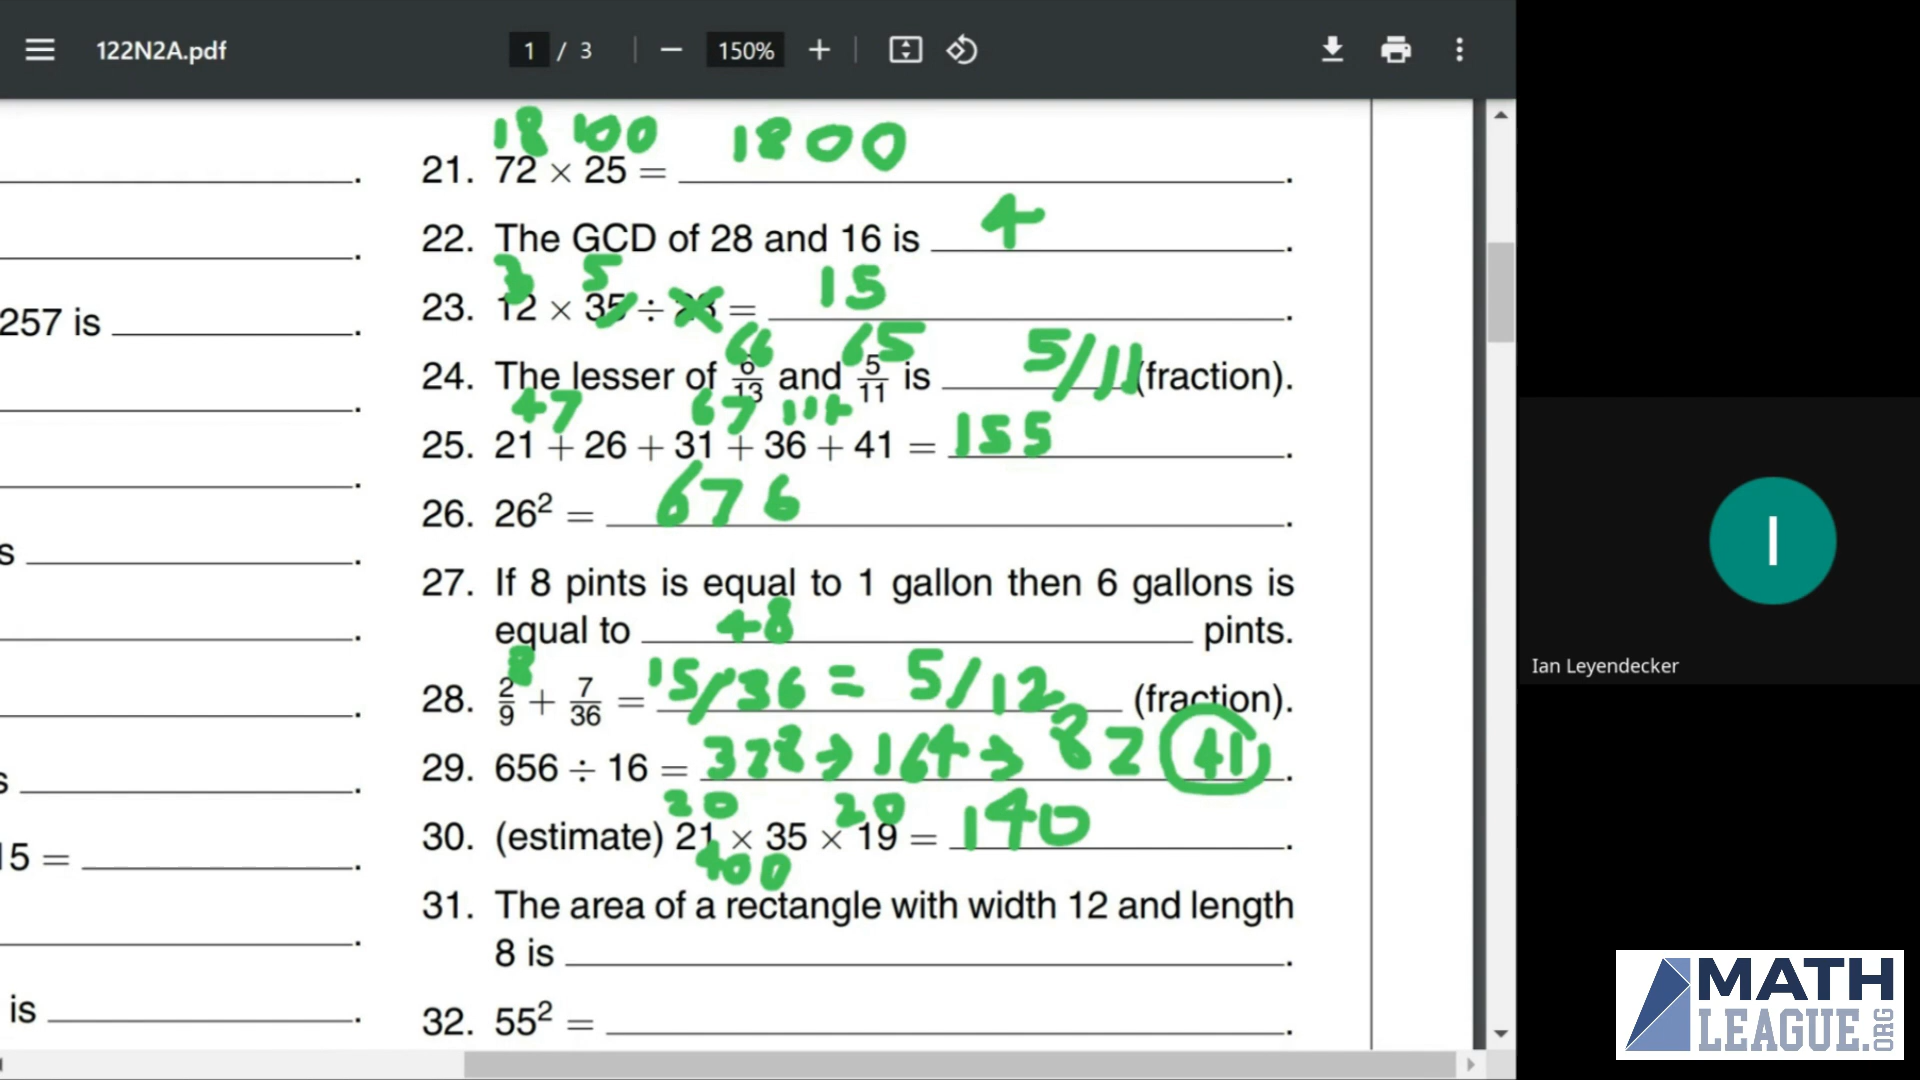 122N2A.pdf 1 / 3 150%
18 100 1800
21. 72 × 25 = .
4
22. The GCD of 28 and 16 is .
3 5 15
23. 12 × 35 ÷ 28 = .
66 65 5/11
24. The lesser of 6/13 and 5/11 is (fraction).
47 67 114
25. 21 + 26 + 31 + 36 + 41 = 155 .
26. 26² = 676 .
257 is .
27. If 8 pints is equal to 1 gallon then 6 gallons is
equal to 48 pints.
8
28. 2/9 + 7/36 = 15/36 = 5/12 (fraction).
29. 656 ÷ 16 = 328 → 164 → 82 41 .
20 20
30. (estimate) 21 × 35 × 19 = 140 .
400
31. The area of a rectangle with width 12 and length
8 is .
32. 55² = .
s .
s .
15 = .
is .
I
Ian Leyendecker
MATH
LEAGUE.ORG